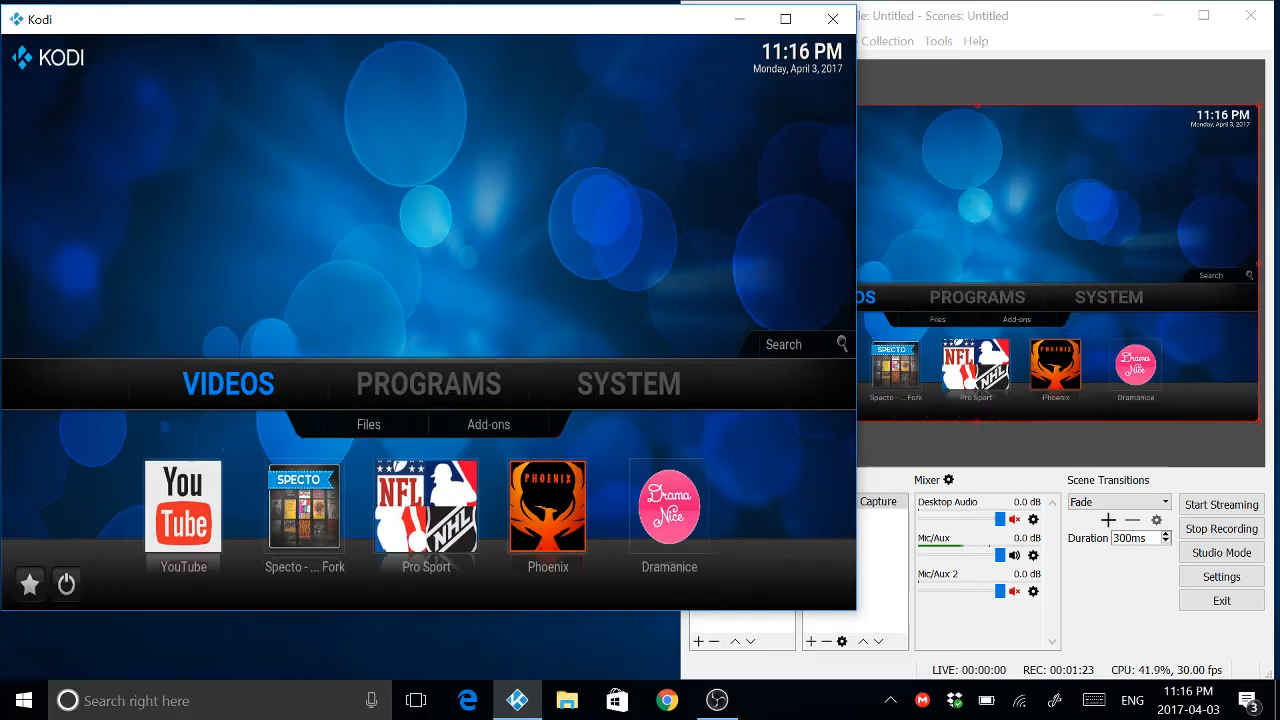 Kodi
KODI
11:16 PM
Monday, April 3, 2017
Search
VIDEOS
PROGRAMS
SYSTEM
Files
Add-ons
You
Tube
SPECTO
NFL
NHL
PHOENIX
Drama
Nice
YouTube
Specto - ... Fork
Pro Sport
Phoenix
Dramanice
le: Untitled - Scenes: Untitled
Collection
Tools
Help
11:16 PM
Monday, April 3, 2017
Search
OS
PROGRAMS
SYSTEM
Files
Add-ons
SPECTO
NFL
NHL
PHOENIX
Drama
Nice
Specto - ... Fork
Pro Sport
Phoenix
Dramanice
Capture
Mixer
Desktop Audio
0.0 dB
Mic/Aux
0.0 dB
Mic/Aux 2
0.0 dB
Scene Transitions
Fade
Duration
300ms
Start Streaming
Stop Recording
Studio Mode
Settings
Exit
LIVE: 00:00:00
REC: 00:01:23
CPU: 41.9%, 30.00 fps
Search right here
ENG
11:16 PM
2017-04-03
3